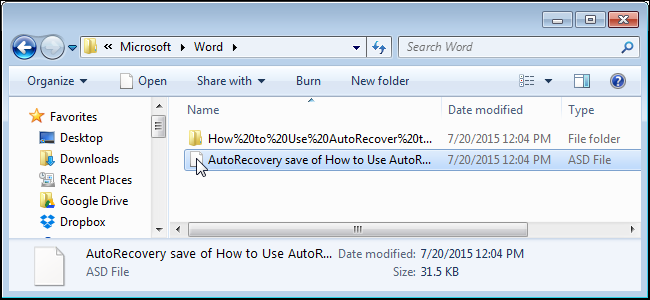 « Microsoft ▸ Word ▸
Search Word
Organize ▾ Open Share with ▾ Burn New folder
Name Date modified Type
Favorites
Desktop
Downloads
Recent Places
Google Drive
Dropbox
How%20to%20Use%20AutoRecover%20t... 7/20/2015 12:04 PM File folder
AutoRecovery save of How to Use AutoR... 7/20/2015 12:04 PM ASD File
AutoRecovery save of How to Use AutoR... Date modified: 7/20/2015 12:04 PM
ASD File Size: 31.5 KB